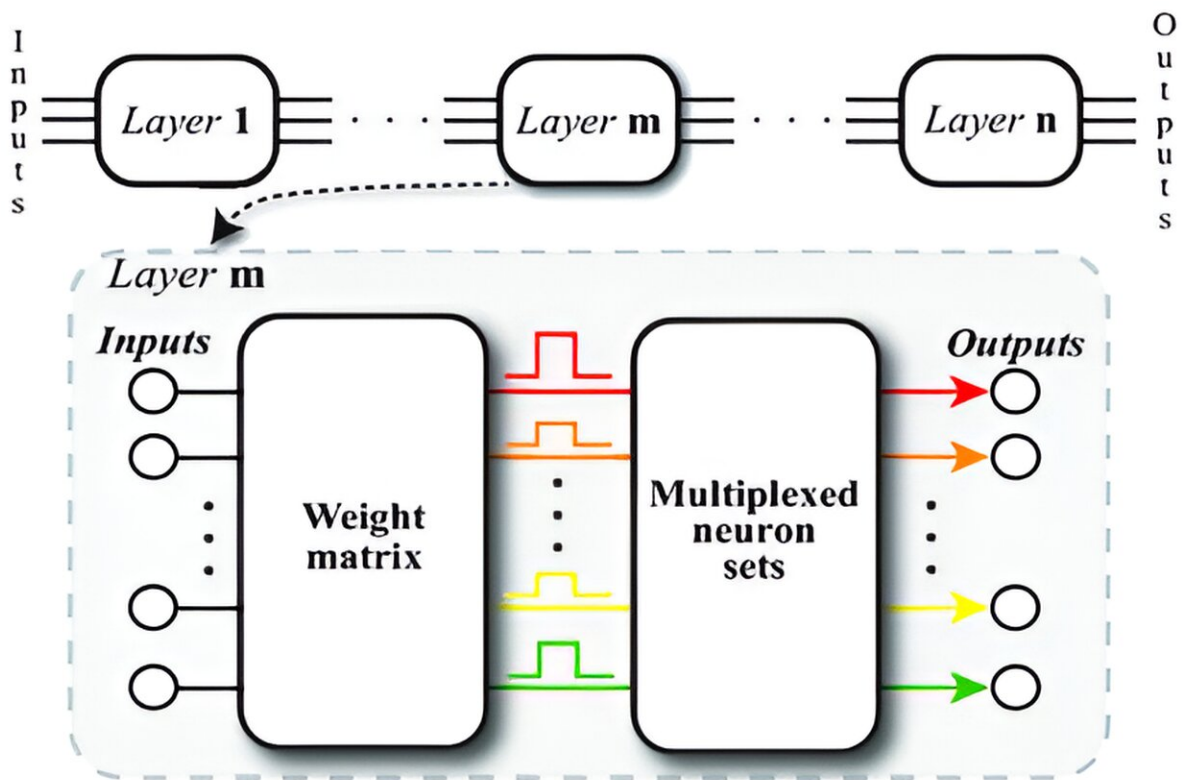 Inputs
Layer 1
Layer m
Layer n
Outputs
Layer m
Inputs
Outputs
Weight
matrix
Multiplexed
neuron
sets